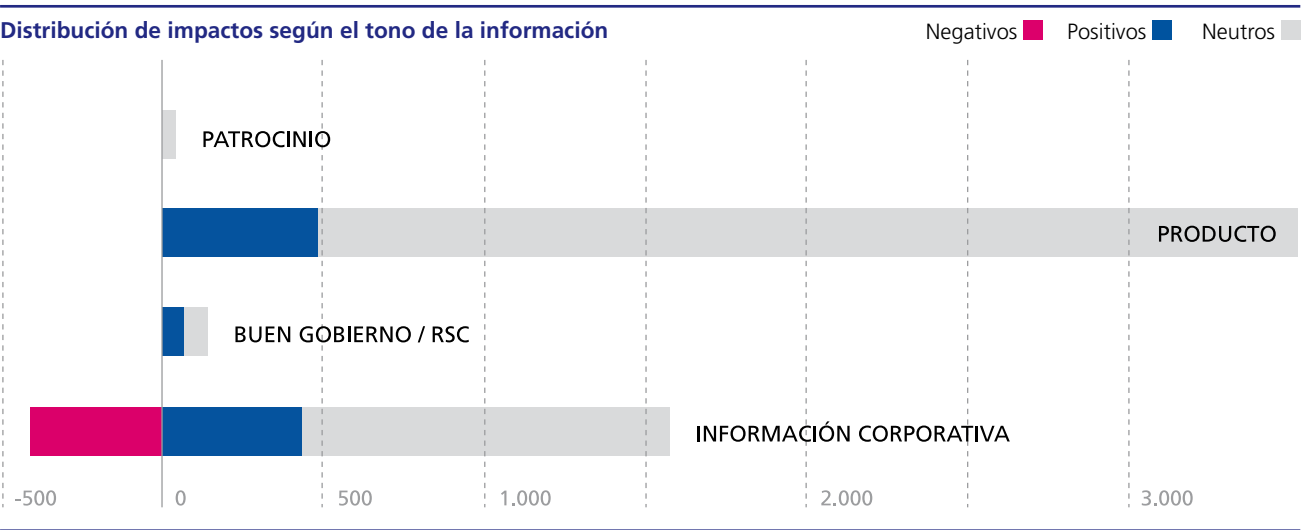 Distribución de impactos según el tono de la información
Negativos Positivos Neutros
PATROCINIO
PRODUCTO
BUEN GOBIERNO / RSC
INFORMACIÓN CORPORATIVA
-500 0 500 1.000 2.000 3.000